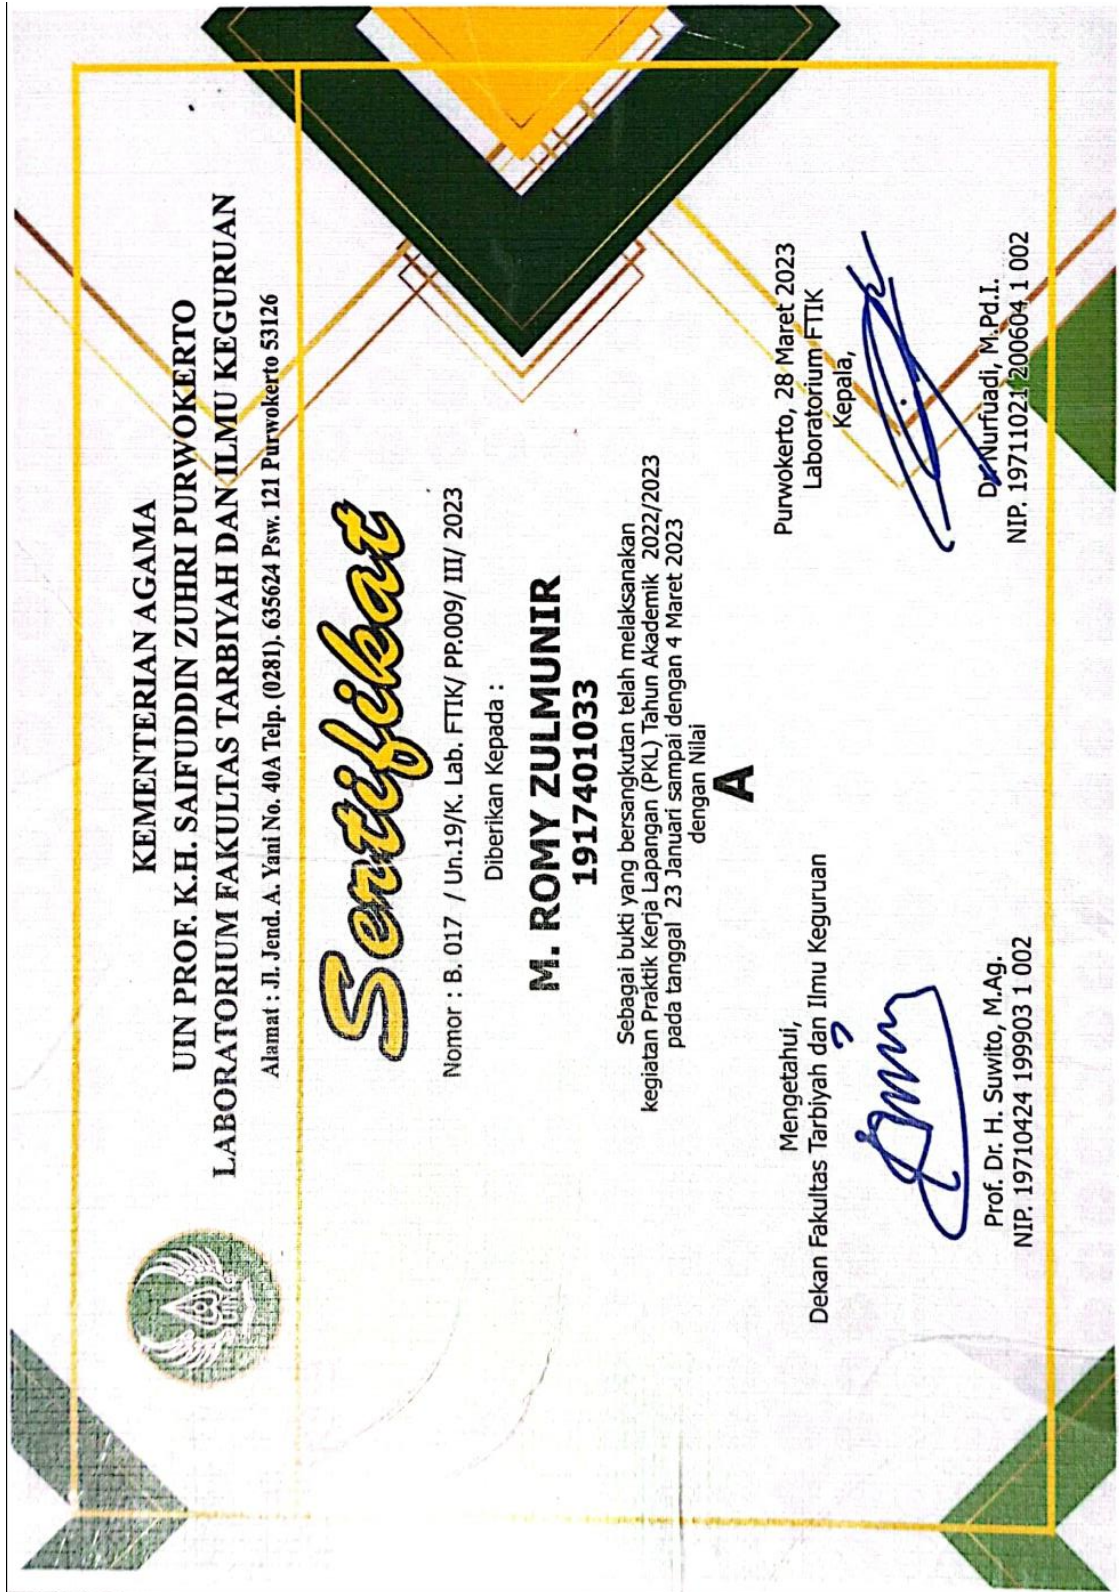 KEMENTERIAN AGAMA
UIN PROF. K.H. SAIFUDDIN ZUHRI PURWOKERTO
LABORATORIUM FAKULTAS TARBIYAH DAN ILMU KEGURUAN
Alamat : Jl. Jend. A. Yani No. 40A Telp. (0281). 635624 Psw. 121 Purwokerto 53126
UIN
Sertifikat
Nomor : B. 017 / Un.19/K. Lab. FTIK/ PP.009/ III/ 2023
Diberikan Kepada :
M. ROMY ZULMUNIR
1917401033
Sebagai bukti yang bersangkutan telah melaksanakan
kegiatan Praktik Kerja Lapangan (PKL) Tahun Akademik 2022/2023
pada tanggal 23 Januari sampai dengan 4 Maret 2023
dengan Nilai
A
Mengetahui,
Dekan Fakultas Tarbiyah dan Ilmu Keguruan
Prof. Dr. H. Suwito, M.Ag.
NIP. 19710424 199903 1 002
Purwokerto, 28 Maret 2023
Laboratorium FTIK
Kepala,
Dr. Nurfuadi, M.Pd.I.
NIP. 19711021 200604 1 002